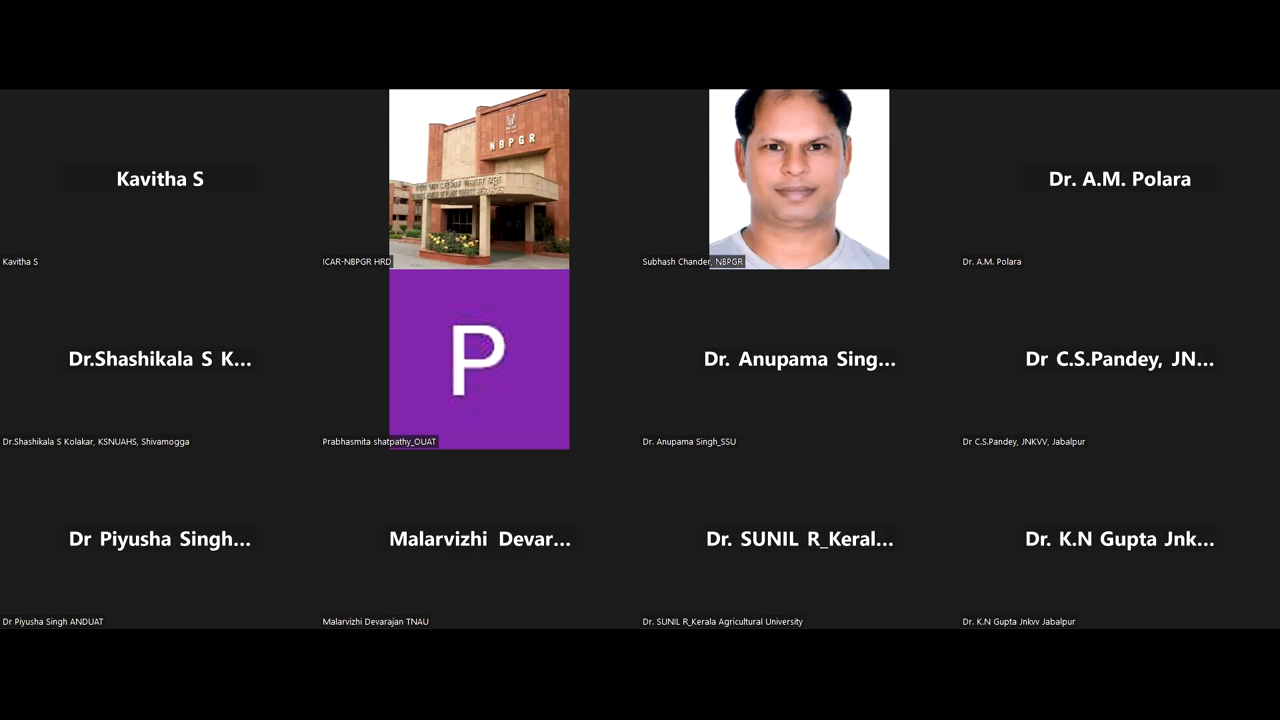 Kavitha S
NBPGR
Dr. A.M. Polara
Kavitha S
ICAR-NBPGR HRD
Subhash Chander, NBPGR
Dr. A.M. Polara
Dr.Shashikala S K...
P
Dr. Anupama Sing...
Dr C.S.Pandey, JN...
Dr.Shashikala S Kolakar, KSNUAHS, Shivamogga
Prabhasmita shatpathy_OUAT
Dr. Anupama Singh_SSU
Dr C.S.Pandey, JNKVV, Jabalpur
Dr Piyusha Singh...
Malarvizhi Devar...
Dr. SUNIL R_Keral...
Dr. K.N Gupta Jnk...
Dr Piyusha Singh ANDUAT
Malarvizhi Devarajan TNAU
Dr. SUNIL R_Kerala Agricultural University
Dr. K.N Gupta Jnkvv Jabalpur